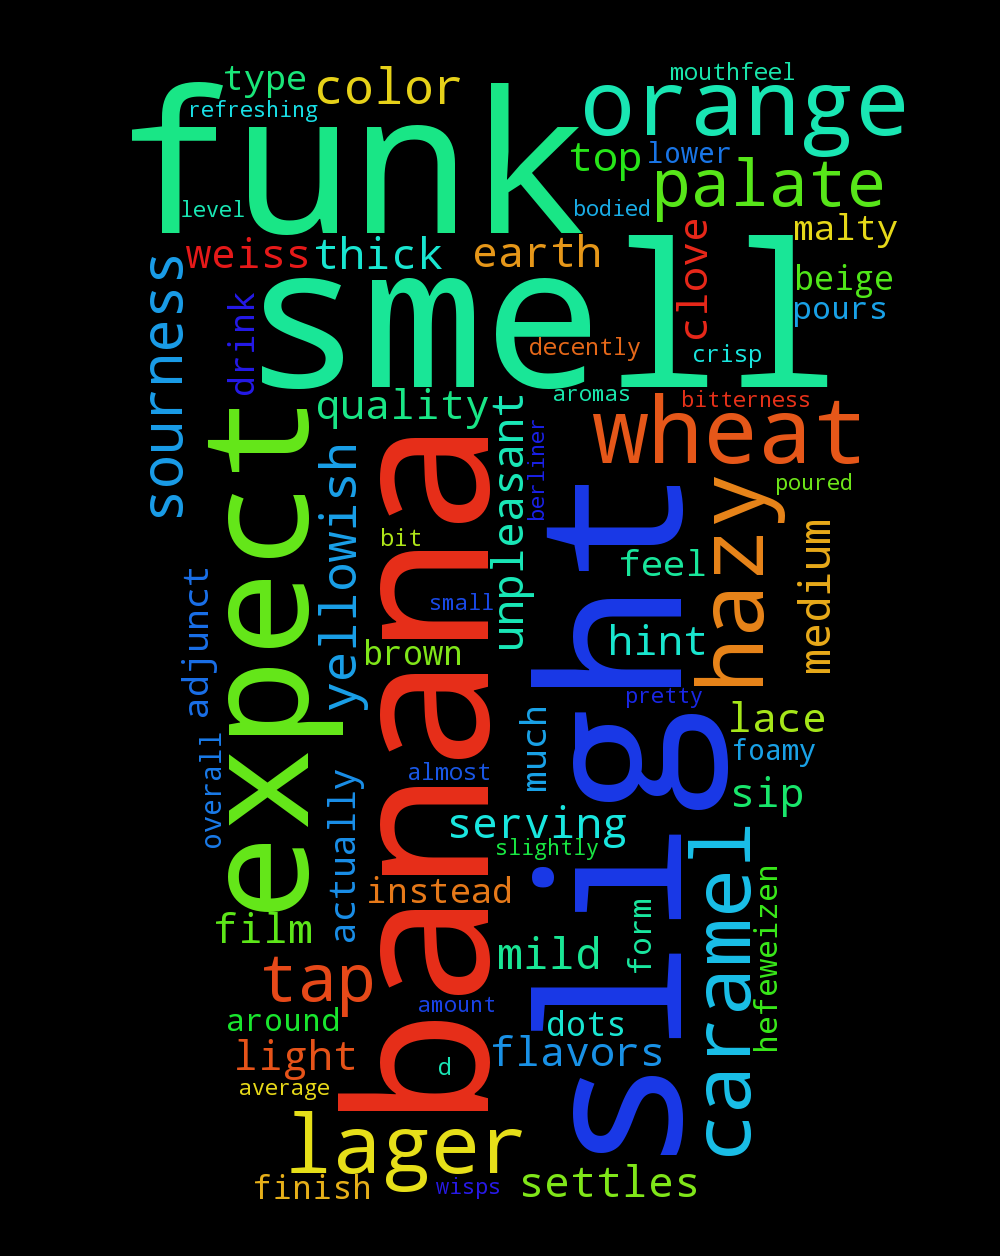 mouthfeel
type
color
orange
refreshing
funk
top
lower
palate
level
bodied
malty
weiss
thick
earth
clove
smell
beige
pours
sourness
drink
decently
crisp
quality
aromas
bitterness
wheat
expect
yellowish
banana
unpleasant
berliner
slight
hazy
poured
bit
feel
medium
small
adjunct
brown
hint
pretty
much
lace
foamy
overall
almost
actually
sip
serving
slightly
caramel
hefeweizen
instead
form
film
mild
tap
amount
around
dots
light
flavors
d
average
lager
finish
wisps
settles